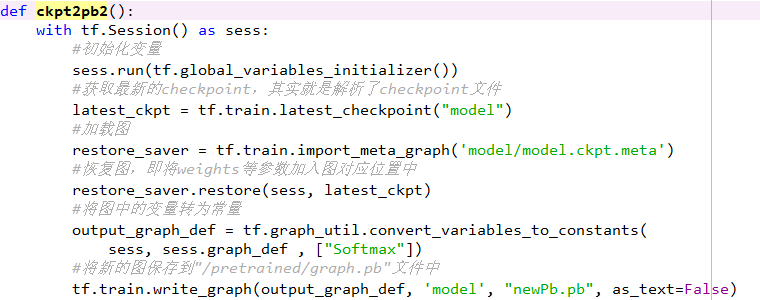 def ckpt2pb2():
    with tf.Session() as sess:
        #初始化变量
        sess.run(tf.global_variables_initializer())
        #获取最新的checkpoint，其实就是解析了checkpoint文件
        latest_ckpt = tf.train.latest_checkpoint("model")
        #加载图
        restore_saver = tf.train.import_meta_graph('model/model.ckpt.meta')
        #恢复图，即将weights等参数加入图对应位置中
        restore_saver.restore(sess, latest_ckpt)
        #将图中的变量转为常量
        output_graph_def = tf.graph_util.convert_variables_to_constants(
            sess, sess.graph_def , ["Softmax"])
        #将新的图保存到"/pretrained/graph.pb"文件中
        tf.train.write_graph(output_graph_def, 'model', "newPb.pb", as_text=False)